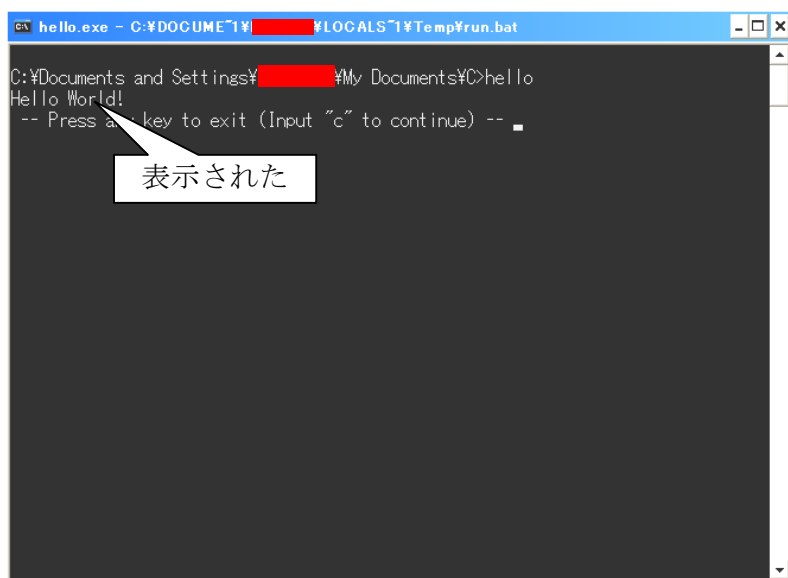 hello.exe - C:¥DOCUME~1¥ ¥LOCALS~1¥Temp¥run.bat
C:¥Documents and Settings¥ ¥My Documents¥C>hello
Hello World!
-- Press key to exit (Input "c" to continue) --
表示された